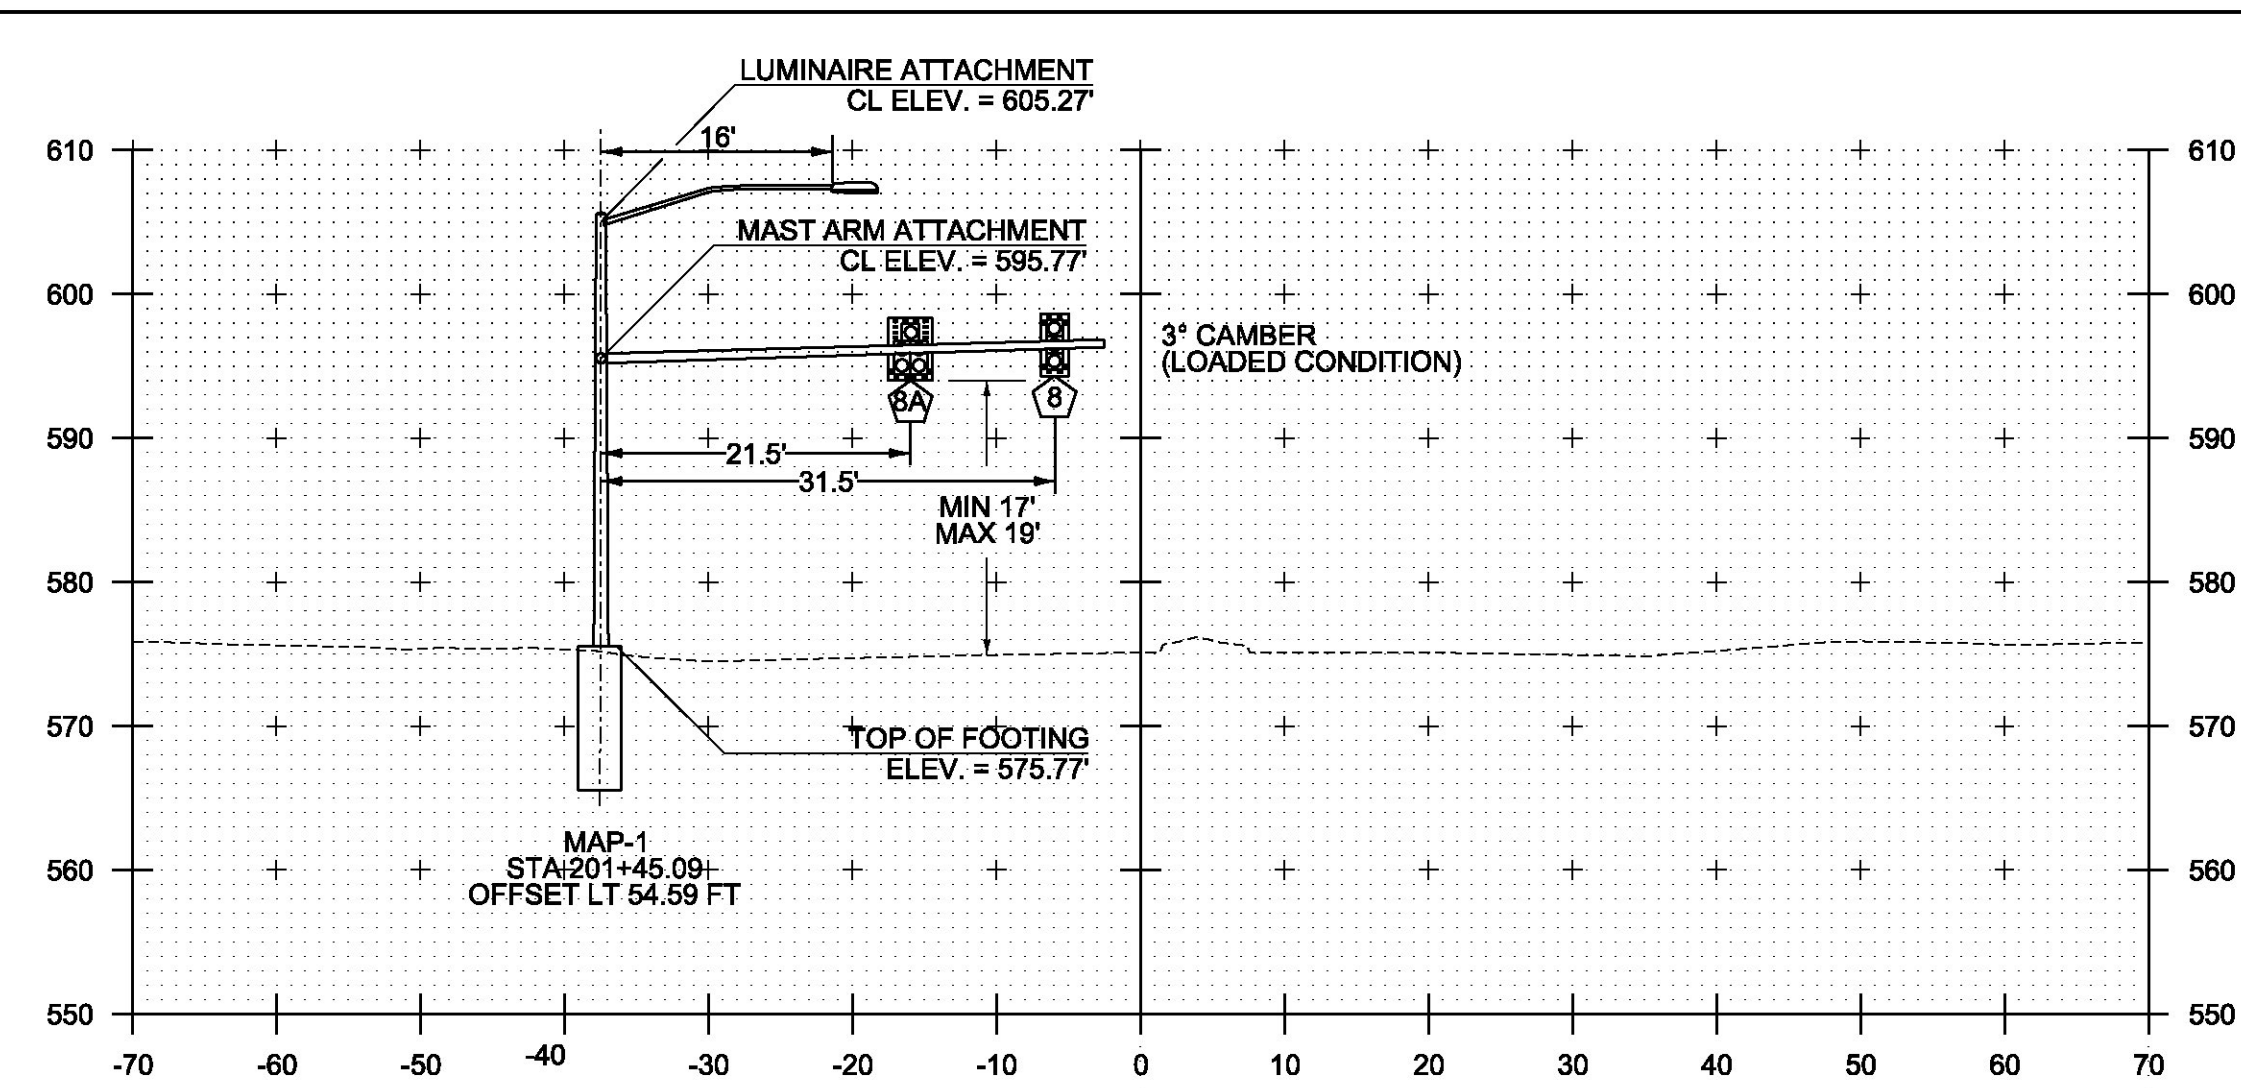 LUMINAIRE ATTACHMENT
CL ELEV. = 605.27'
16'
610
610
MAST ARM ATTACHMENT
CL ELEV. = 595.77'
600
600
3° CAMBER
(LOADED CONDITION)
8A
8
590
590
21.5'
31.5'
MIN 17'
MAX 19'
580
580
570
570
TOP OF FOOTING
ELEV. = 575.77'
MAP-1
STA 201+45.09
OFFSET LT 54.59 FT
560
560
550
550
-70 -60 -50 -40 -30 -20 -10 0 10 20 30 40 50 60 70